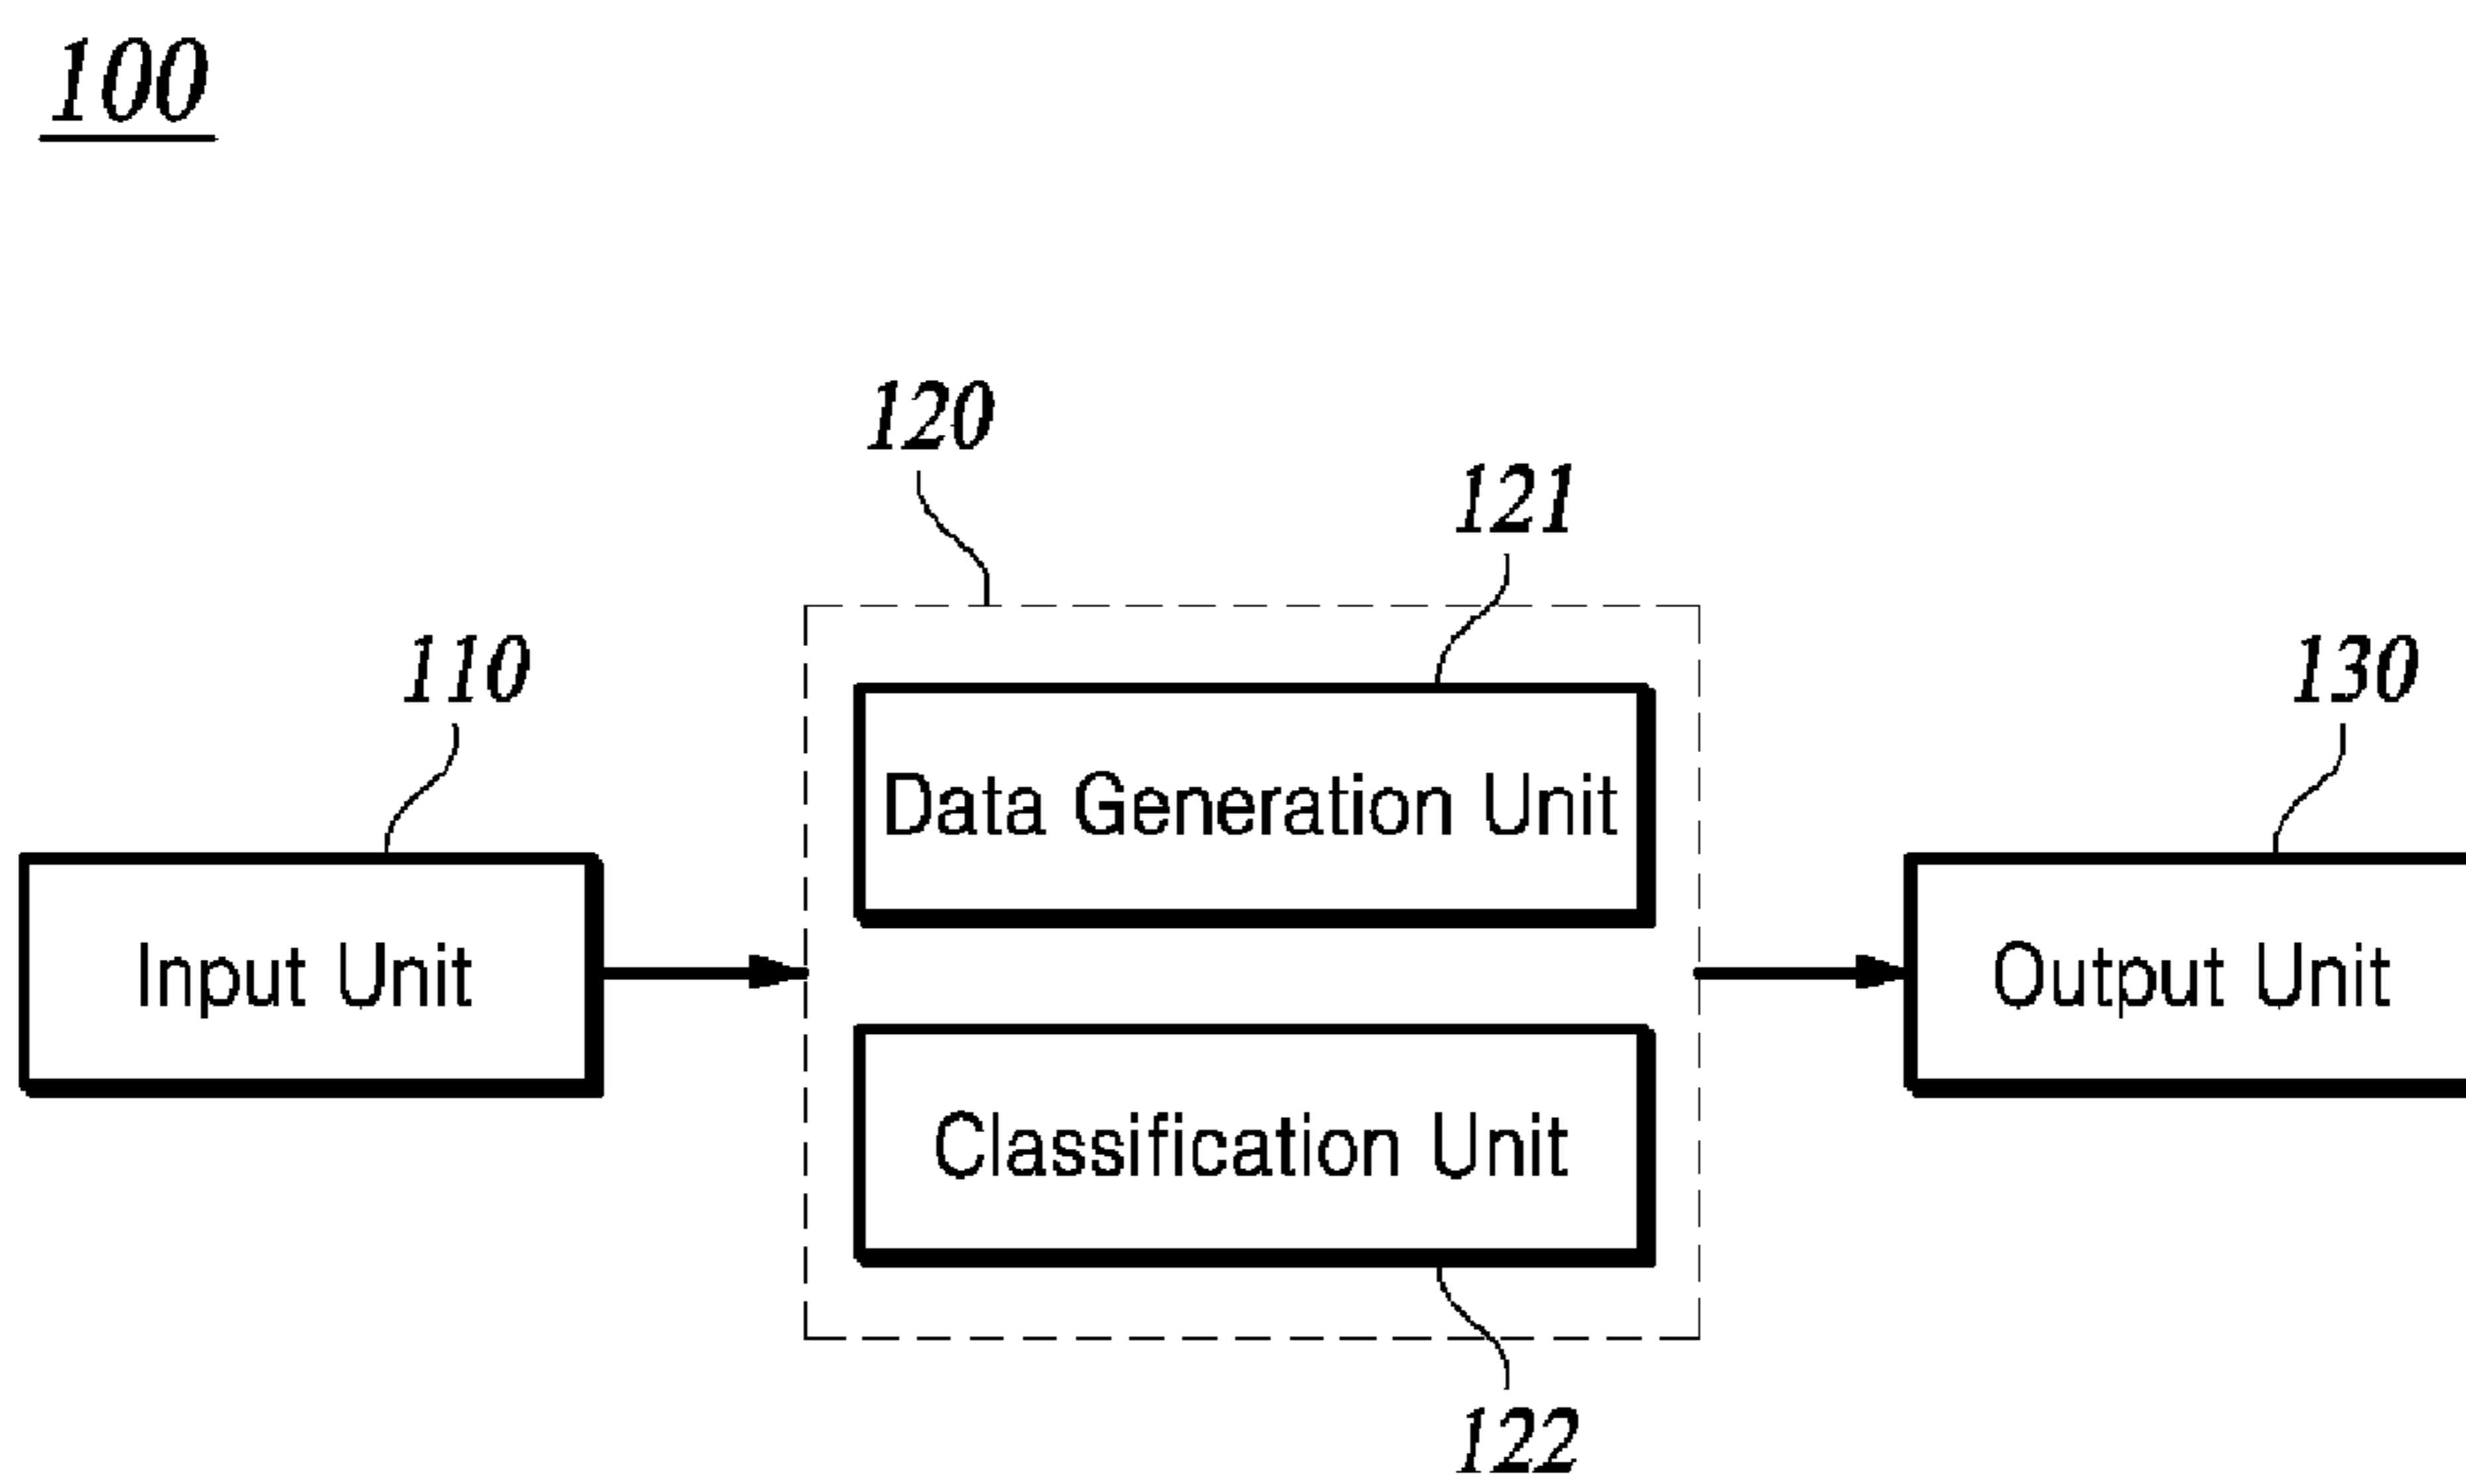 100
120
121
110
130
Data Generation Unit
Input Unit
Output Unit
Classification Unit
122